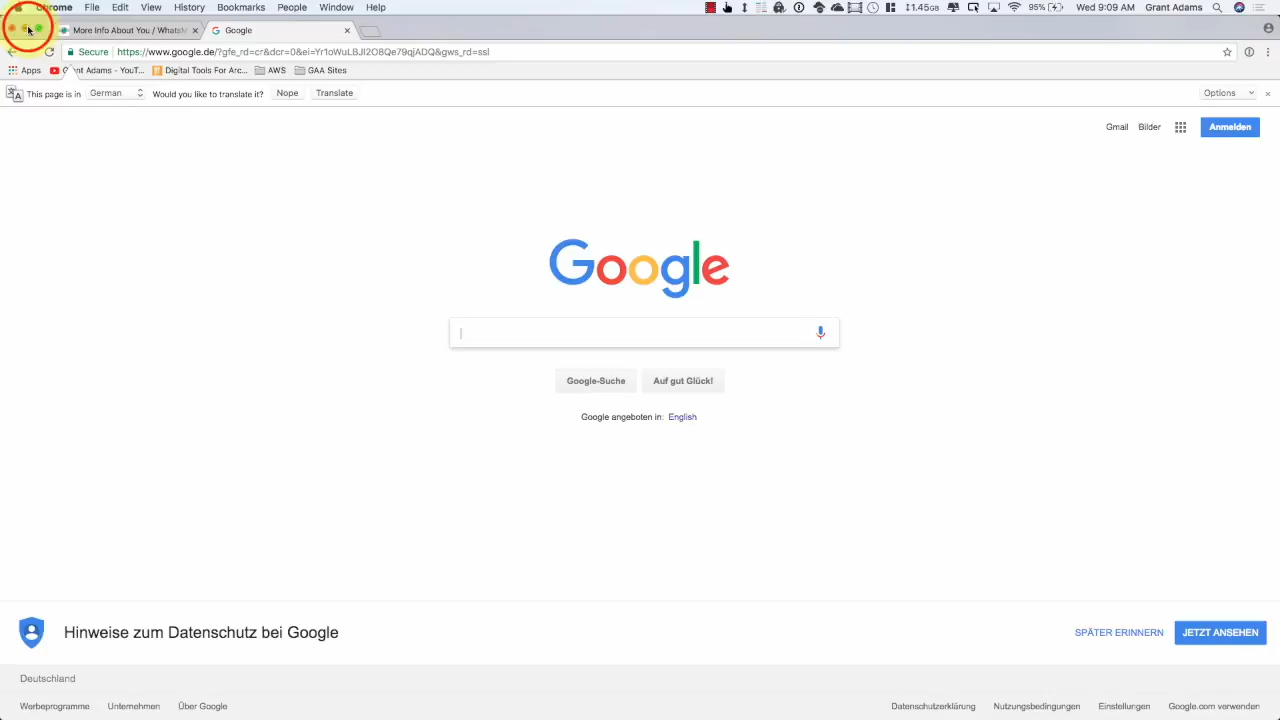 Chrome File Edit View History Bookmarks People Window Help 1.45GB 95% Wed 9:09 AM Grant Adams
More Info About You / WhatsM Google
Secure https://www.google.de/?gfe_rd=cr&dcr=0&ei=Yr1oWuLBJI2O8Qe79qjADQ&gws_rd=ssl
Apps Grant Adams - YouT... Digital Tools For Arc... AWS GAA Sites
This page is in German Would you like to translate it? Nope Translate Options
Gmail Bilder Anmelden
Google
Google-Suche Auf gut Glück!
Google angeboten in: English
Hinweise zum Datenschutz bei Google SPÄTER ERINNERN JETZT ANSEHEN
Deutschland
Werbeprogramme Unternehmen Über Google Datenschutzerklärung Nutzungsbedingungen Einstellungen Google.com verwenden